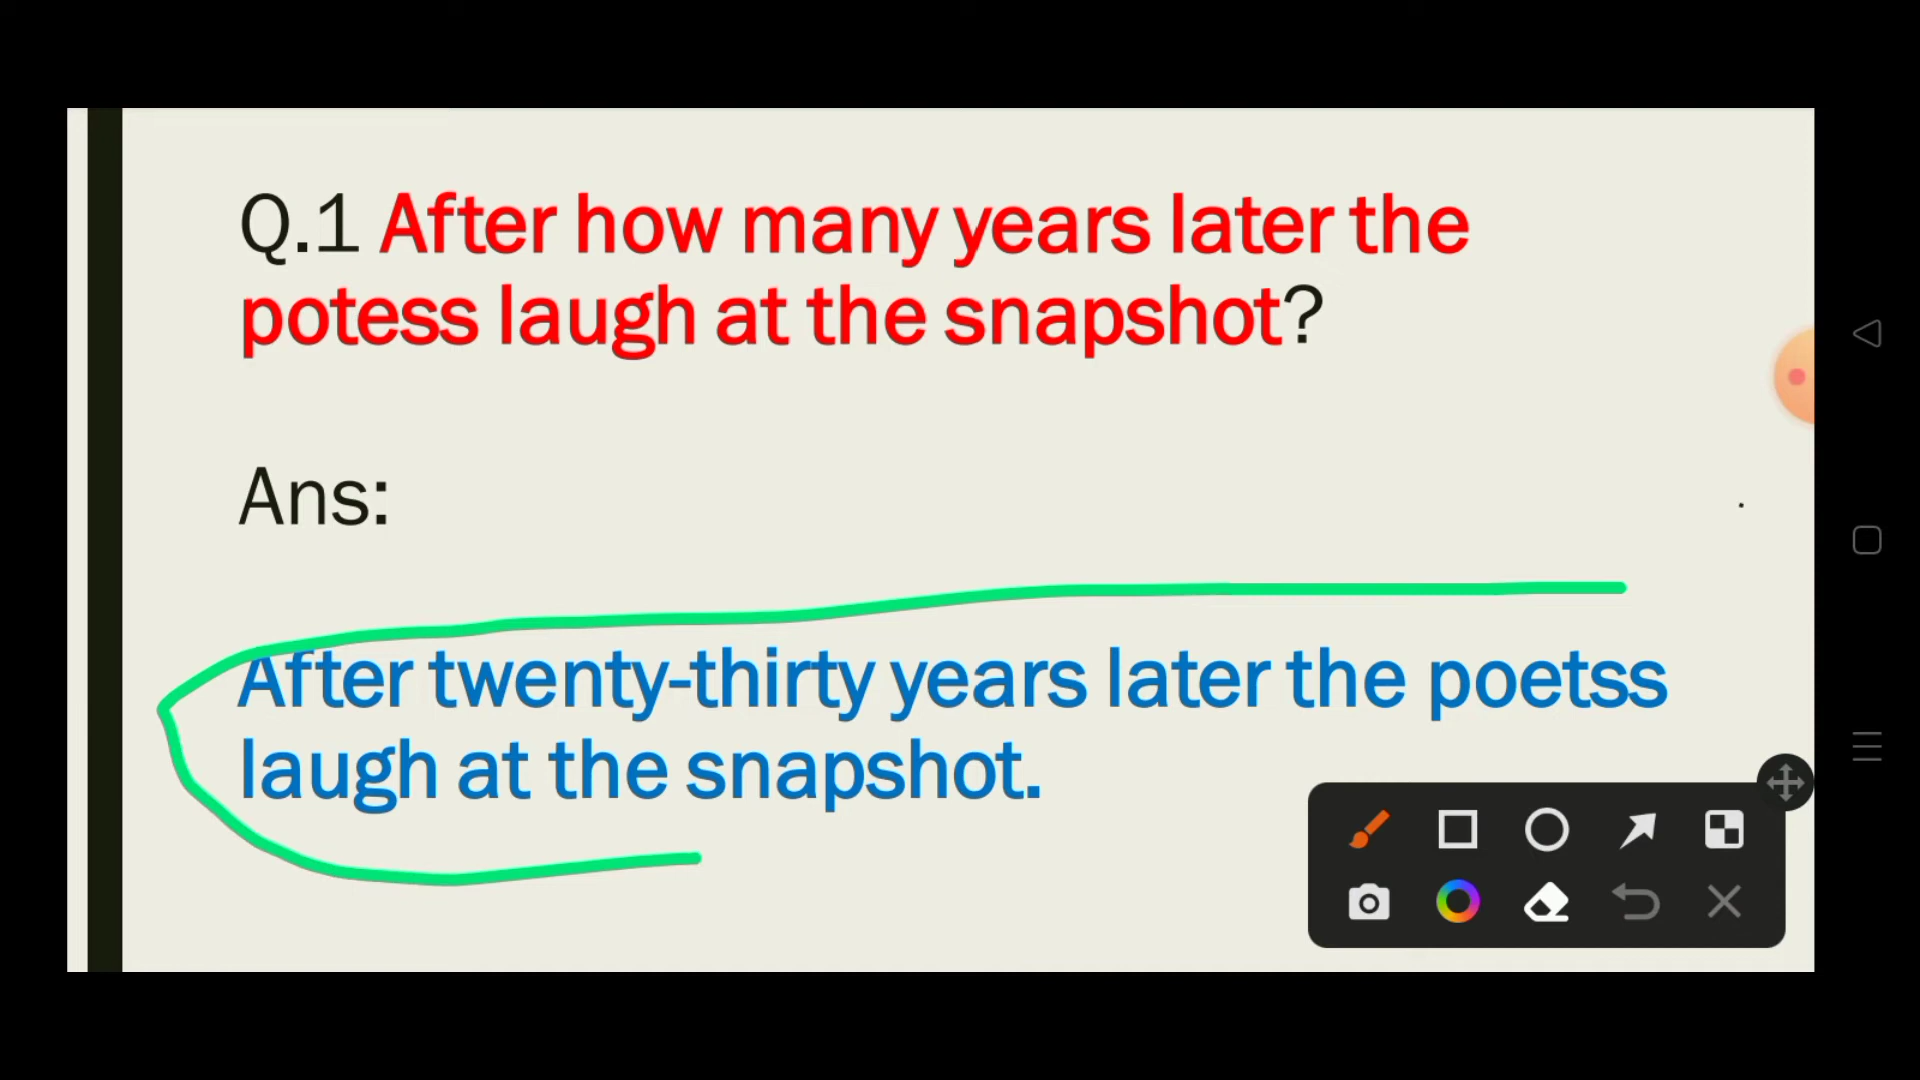 Q.1 After how many years later the
potess laugh at the snapshot?
Ans:
After twenty-thirty years later the poetss
laugh at the snapshot.